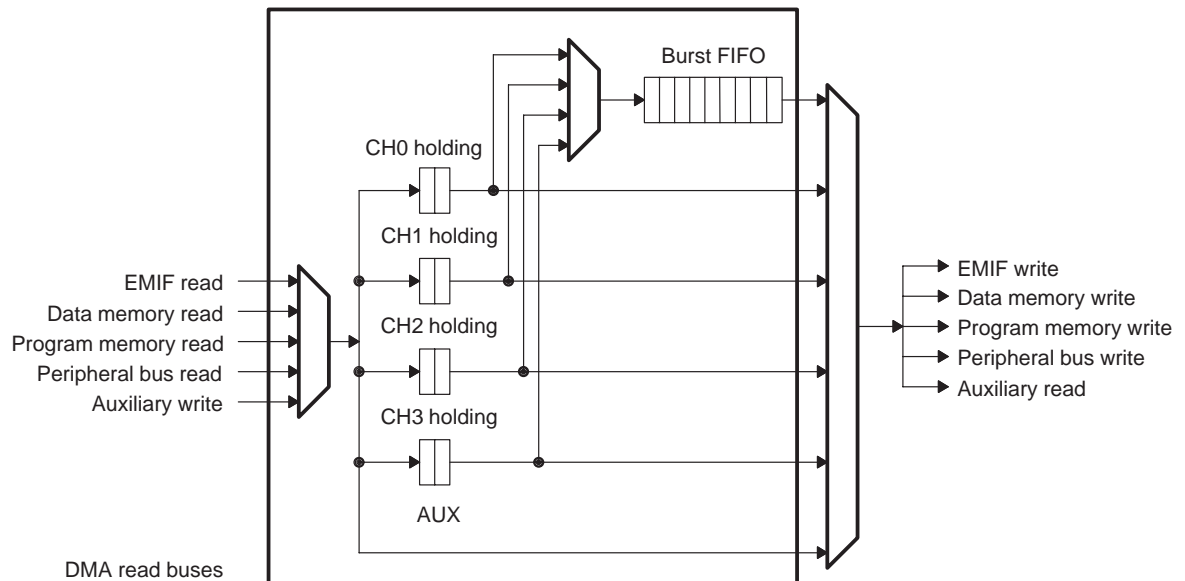 Burst FIFO
CH0 holding
CH1 holding
EMIF read
Data memory read
Program memory read
Peripheral bus read
Auxiliary write
CH2 holding
CH3 holding
AUX
EMIF write
Data memory write
Program memory write
Peripheral bus write
Auxiliary read
DMA read buses